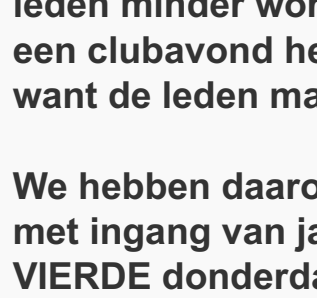 leden minder wor
een clubavond he
want de leden ma
We hebben daaro
met ingang van ja
VIERDE donderda